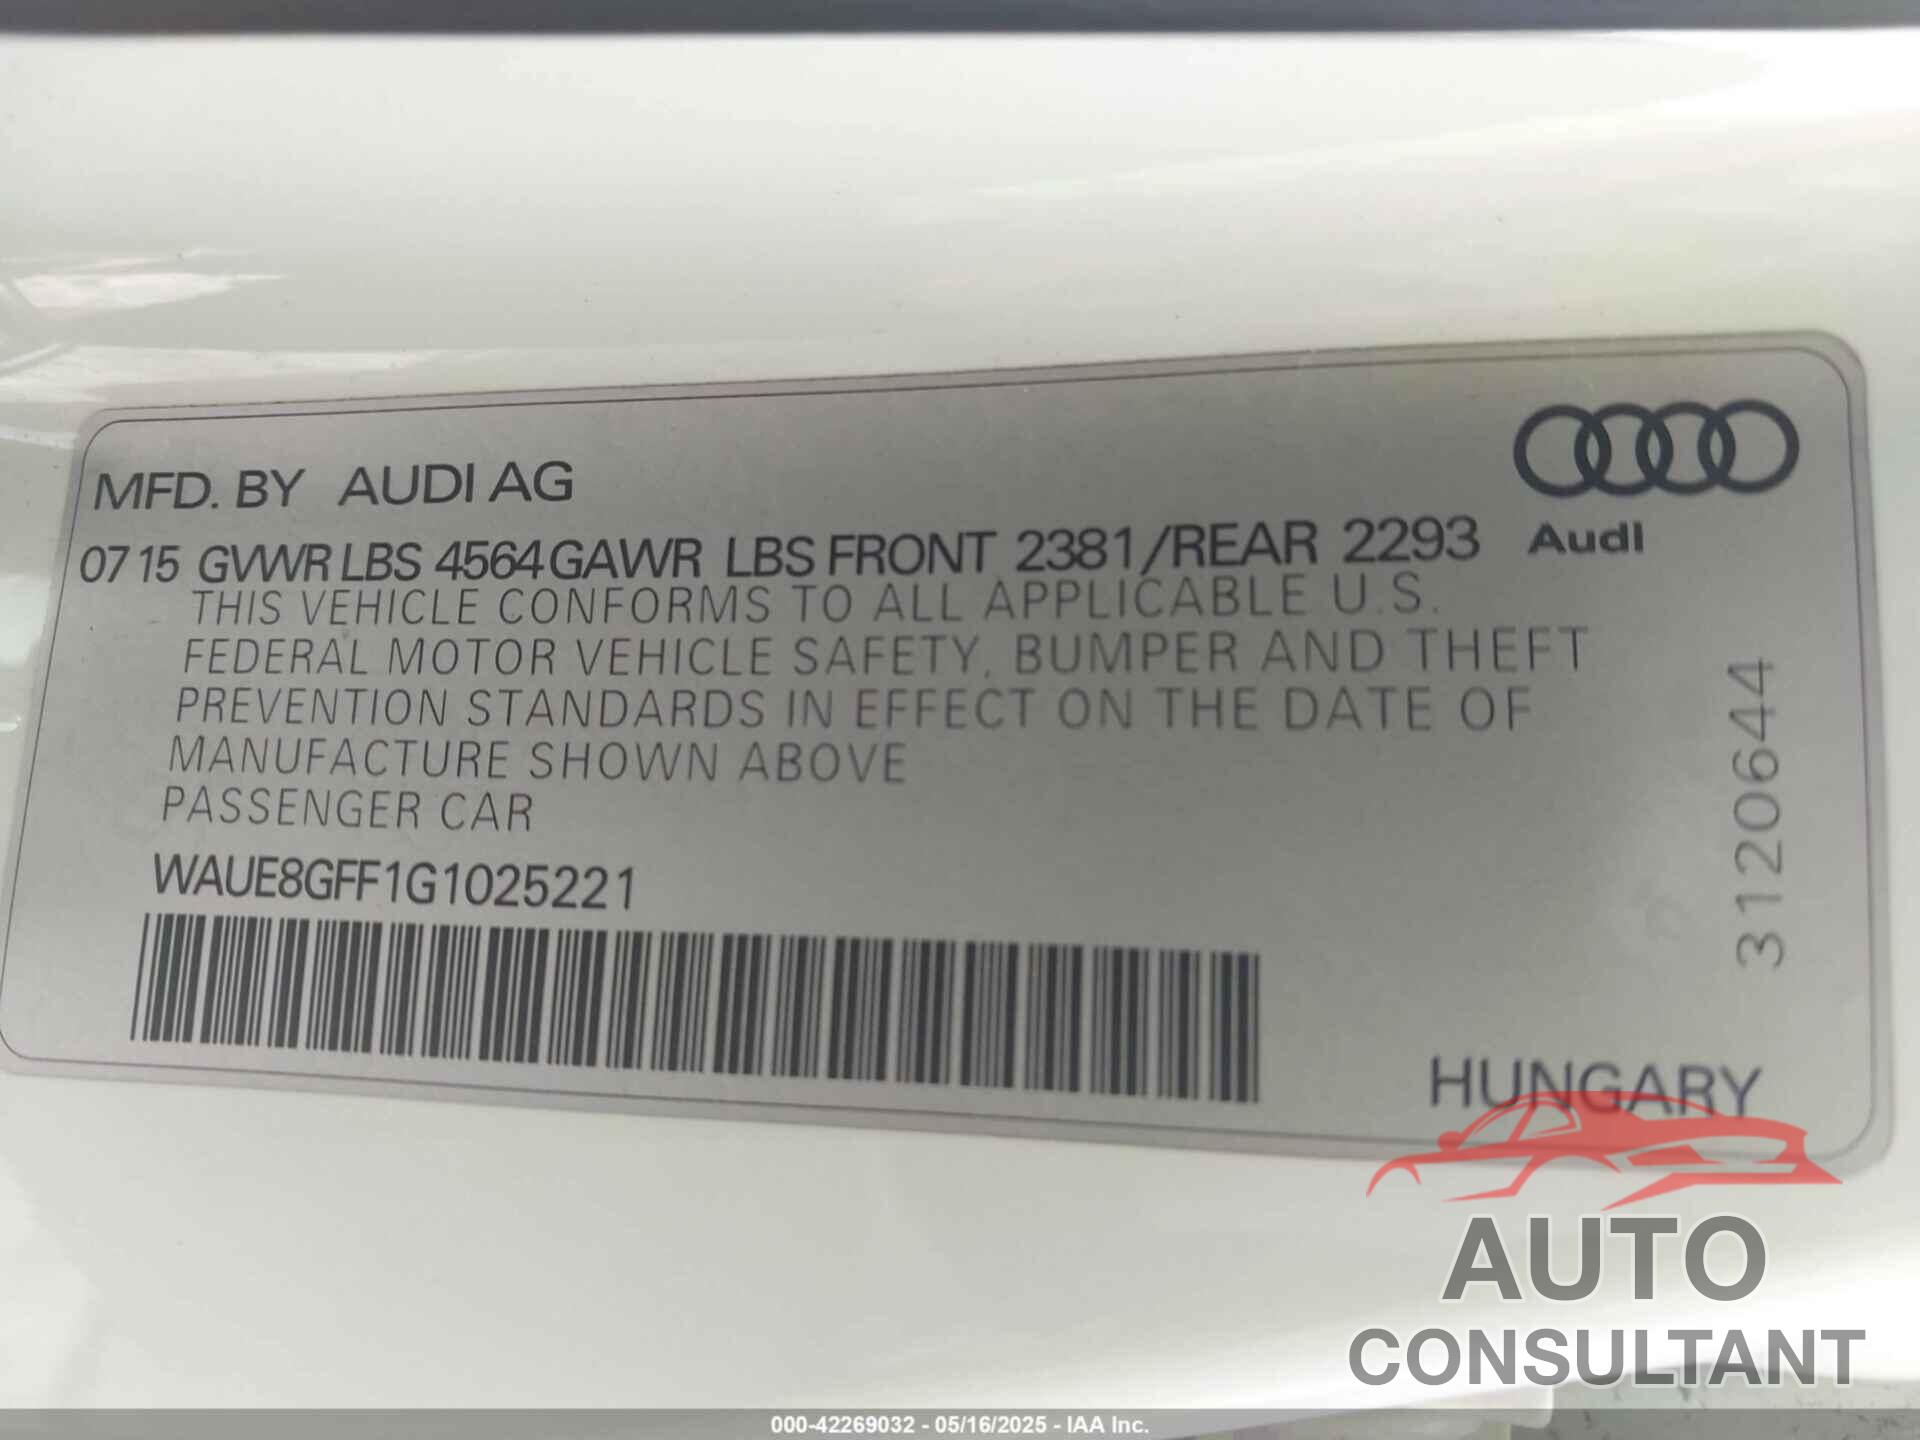 MFD. BY AUDI AG
07 15 GVWR LBS 4564 GAWR LBS FRONT 2381/REAR 2293
Audi
THIS VEHICLE CONFORMS TO ALL APPLICABLE U.S.
FEDERAL MOTOR VEHICLE SAFETY, BUMPER AND THEFT
PREVENTION STANDARDS IN EFFECT ON THE DATE OF
MANUFACTURE SHOWN ABOVE
PASSENGER CAR
WAUE8GFF1G1025221
3120644
HUNGARY
AUTO
CONSULTANT
000-42269032 - 05/16/2025 - IAA Inc.